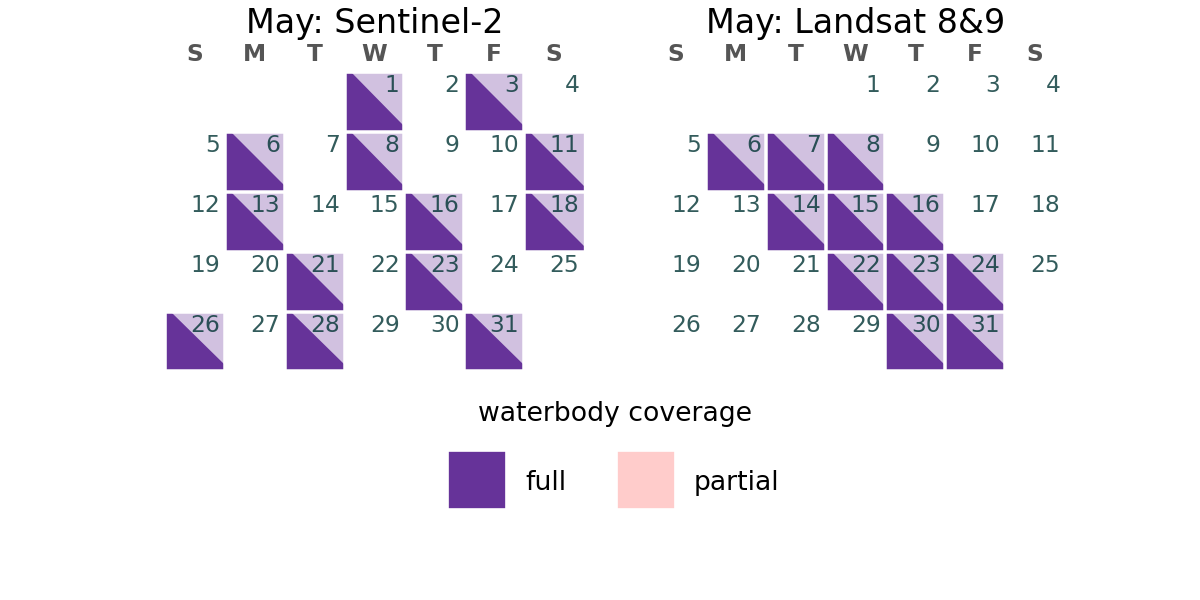 May: Sentinel-2
S M T W T F S
1 2 3 4
5 6 7 8 9 10 11
12 13 14 15 16 17 18
19 20 21 22 23 24 25
26 27 28 29 30 31
May: Landsat 8&9
S M T W T F S
1 2 3 4
5 6 7 8 9 10 11
12 13 14 15 16 17 18
19 20 21 22 23 24 25
26 27 28 29 30 31
waterbody coverage
full partial